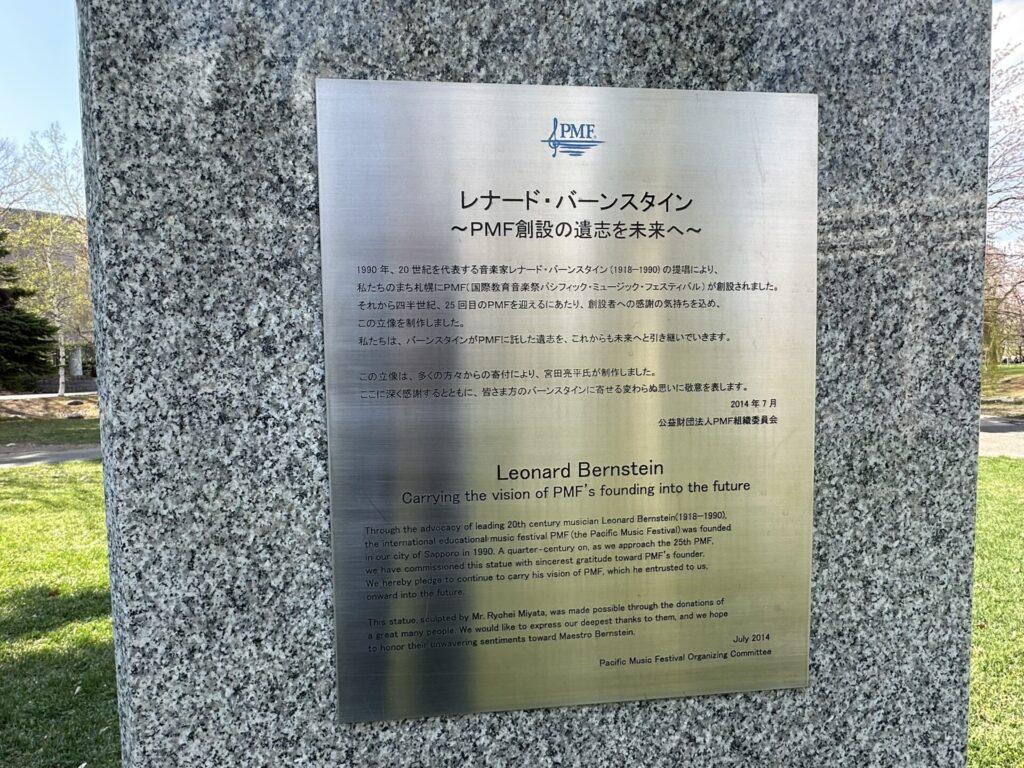 PMF
レナード・バーンスタイン
～PMF創設の遺志を未来へ～
1990年、20世紀を代表する音楽家レナード・バーンスタイン(1918-1990)の提唱により、
私たちのまち札幌にPMF(国際教育音楽祭パシフィック・ミュージック・フェスティバル)が創設されました。
それから四半世紀、25回目のPMFを迎えるにあたり、創設者への感謝の気持ちを込め、
この立像を制作しました。
私たちは、バーンスタインがPMFに託した遺志を、これからも未来へと引き継いでいきます。
この立像は、多くの方々からの寄付により、宮田亮平氏が制作しました。
ここに深く感謝するとともに、皆さま方のバーンスタインに寄せる変わらぬ思いに敬意を表します。
2014年7月
公益財団法人PMF組織委員会
Leonard Bernstein
Carrying the vision of PMF's founding into the future
Through the advocacy of leading 20th century musician Leonard Bernstein(1918-1990),
the international educational music festival PMF (the Pacific Music Festival) was founded
in our city of Sapporo in 1990. A quarter-century on, as we approach the 25th PMF,
we have commissioned this statue with sincerest gratitude toward PMF's founder.
We hereby pledge to continue to carry his vision of PMF, which he entrusted to us,
onward into the future.
This statue, sculpted by Mr. Ryohei Miyata, was made possible through the donations of
a great many people. We would like to express our deepest thanks to them, and we hope
to honor their unwavering sentiments toward Maestro Bernstein.
July 2014
Pacific Music Festival Organizing Committee